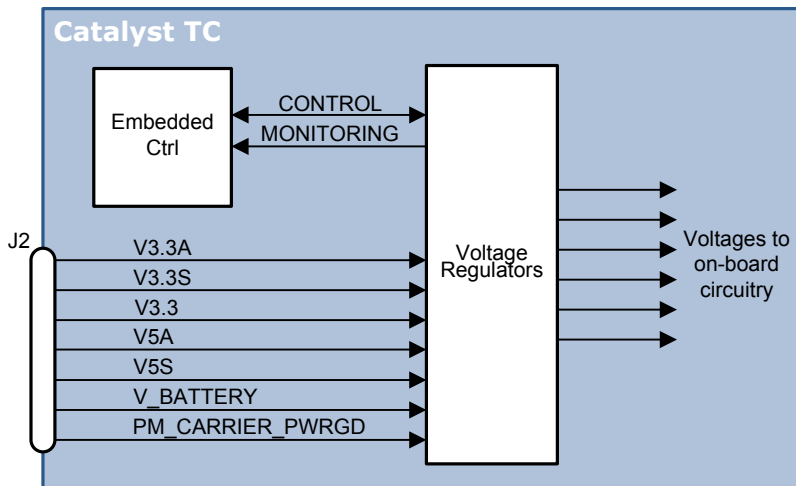 Catalyst TC
Embedded
Ctrl
CONTROL
MONITORING
J2
V3.3A
V3.3S
V3.3
V5A
V5S
V_BATTERY
PM_CARRIER_PWRGD
Voltage
Regulators
Voltages to
on-board
circuitry